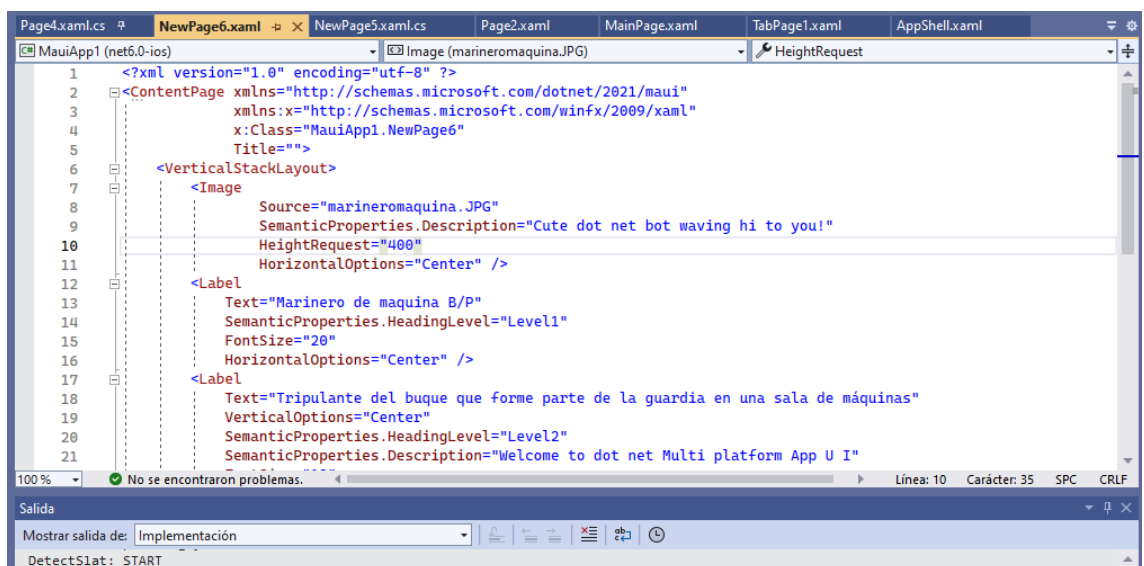 Page4.xaml.cs NewPage6.xaml NewPage5.xaml.cs Page2.xaml MainPage.xaml TabPage1.xaml AppShell.xaml
MauiApp1 (net6.0-ios) Image (marineromaquina.JPG) HeightRequest
1 <?xml version="1.0" encoding="utf-8" ?>
2 <ContentPage xmlns="http://schemas.microsoft.com/dotnet/2021/maui"
3 xmlns:x="http://schemas.microsoft.com/winfx/2009/xaml"
4 x:Class="MauiApp1.NewPage6"
5 Title="">
6 <VerticalStackLayout>
7 <Image
8 Source="marineromaquina.JPG"
9 SemanticProperties.Description="Cute dot net bot waving hi to you!"
10 HeightRequest="400"
11 HorizontalOptions="Center" />
12 <Label
13 Text="Marinero de maquina B/P"
14 SemanticProperties.HeadingLevel="Level1"
15 FontSize="20"
16 HorizontalOptions="Center" />
17 <Label
18 Text="Tripulante del buque que forme parte de la guardia en una sala de máquinas"
19 VerticalOptions="Center"
20 SemanticProperties.HeadingLevel="Level2"
21 SemanticProperties.Description="Welcome to dot net Multi platform App U I"
100 % No se encontraron problemas. Línea: 10 Carácter: 35 SPC CRLF
Salida
Mostrar salida de: Implementación
DetectSlat: START